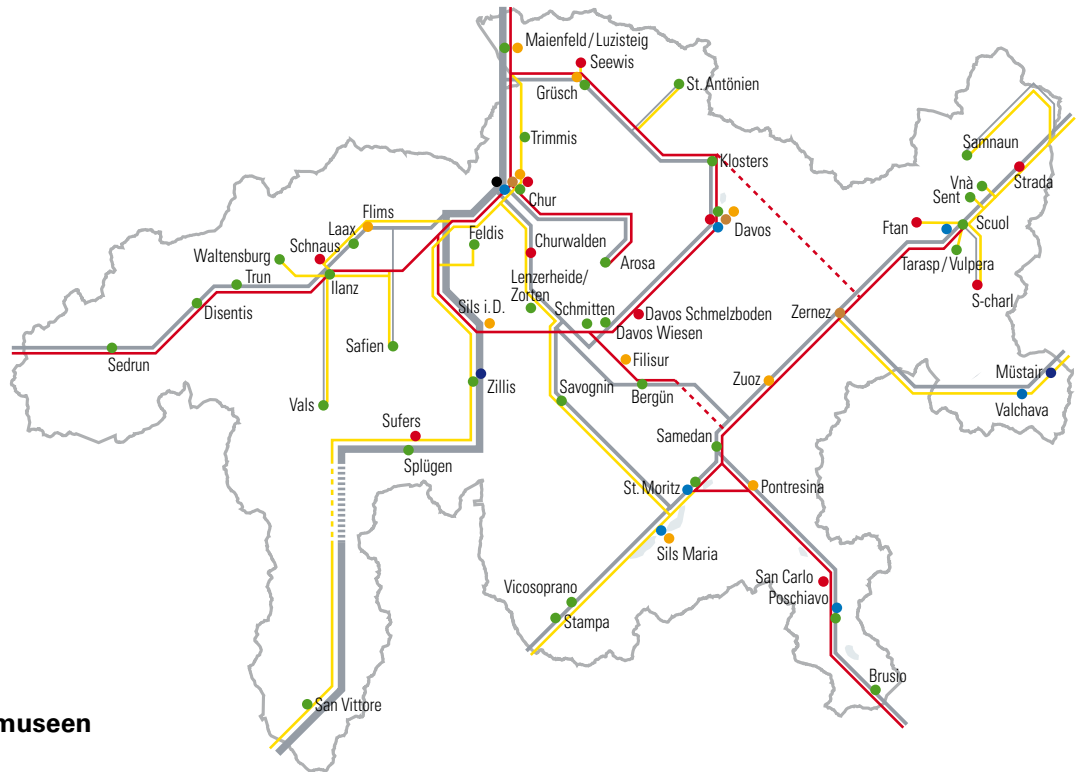 Maienfeld/Luzisteig
Seewis
Grüsch
St. Antönien
Trimmis
Klosters
Samnaun
Vnà
Strada
Sent
Chur
Flims
Laax
Feldis
Churwalden
Davos
Ftan
Scuol
Schnaus
Waltensburg
Tarasp/Vulpera
Arosa
Trun
Ilanz
Lenzerheide/
Zorten
S-charl
Disentis
Sils i.D.
Schmitten
Davos Schmelzboden
Zernez
Davos Wiesen
Safien
Sedrun
Filisur
Zillis
Zuoz
Müstair
Vals
Savognin
Bergün
Valchava
Sufers
Samedan
Splügen
St. Moritz
Pontresina
Sils Maria
San Carlo
Vicosoprano
Poschiavo
Stampa
Brusio
San Vittore
museen